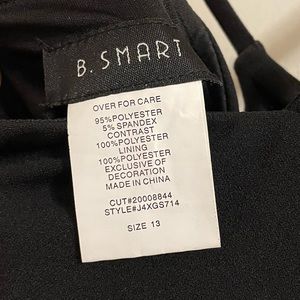 B. SMART
OVER FOR CARE
95%POLYESTER
5% SPANDEX
CONTRAST
100%POLYESTER
LINING
100%POLYESTER
EXCLUSIVE OF
DECORATION
MADE IN CHINA
CUT#20008844
STYLE#J4XGS714
SIZE 13